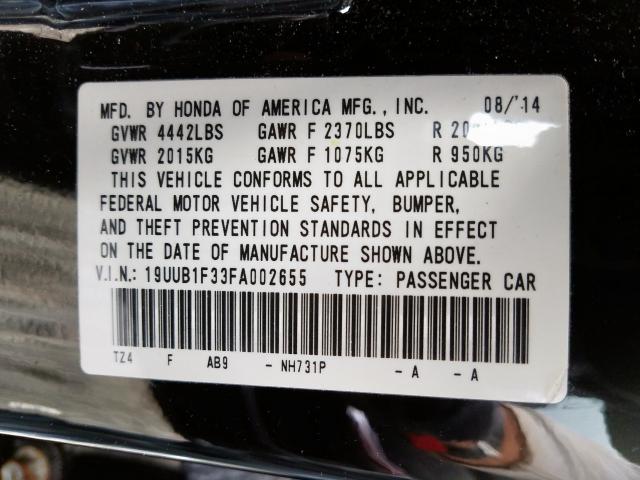 MFD. BY HONDA OF AMERICA MFG., INC. 08/'14
GVWR 4442LBS GAWR F 2370LBS R
GVWR 2015KG GAWR F 1075KG R 950KG
THIS VEHICLE CONFORMS TO ALL APPLICABLE
FEDERAL MOTOR VEHICLE SAFETY, BUMPER,
AND THEFT PREVENTION STANDARDS IN EFFECT
ON THE DATE OF MANUFACTURE SHOWN ABOVE.
V.I.N.: 19UUB1F33FA002655 TYPE: PASSENGER CAR
TZ4 F AB9 - NH731P - A - A